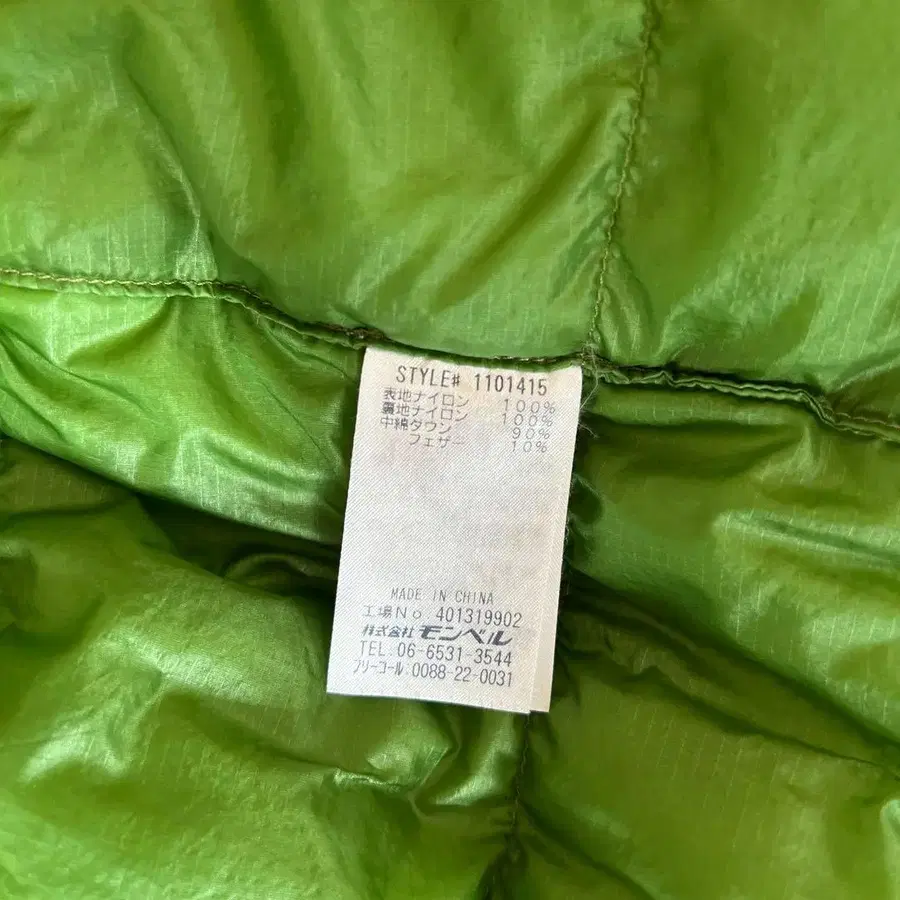 STYLE# 1101415
表地ナイロン 100%
裏地ナイロン 100%
中綿ダウン 90%
フェザー 10%
MADE IN CHINA
工場No 401319902
株式会社 モンベル
TEL.06-6531-3544
フリーコール:0088-22-0031